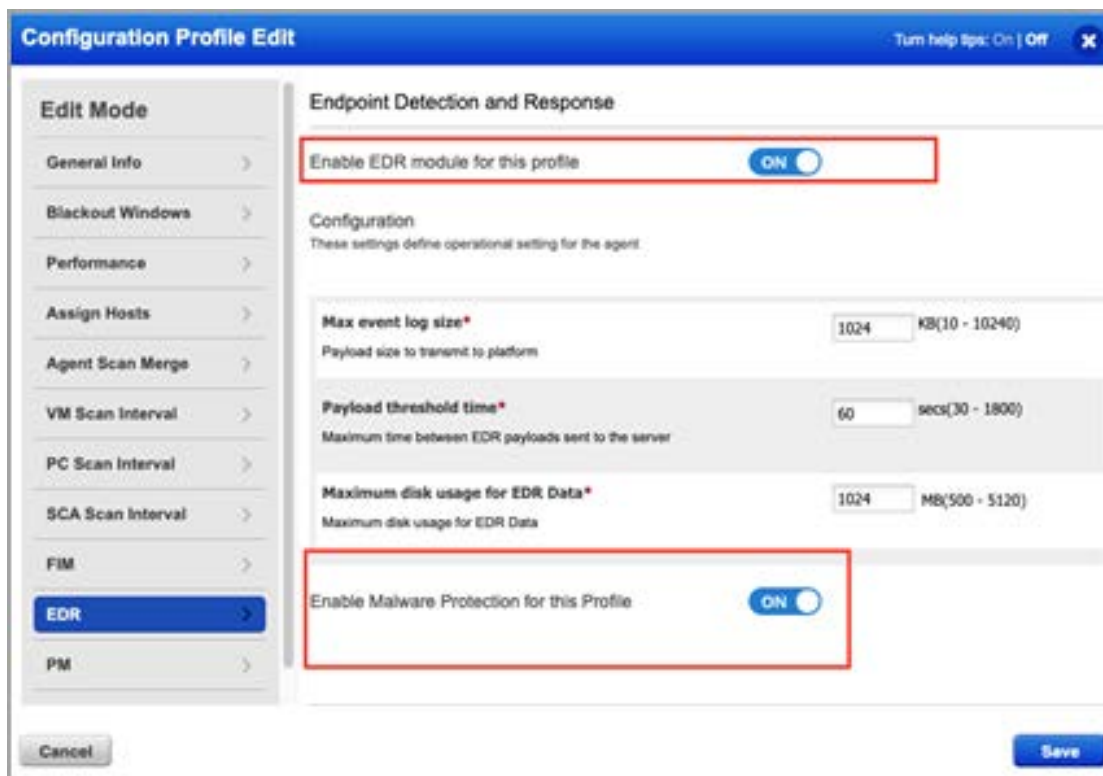 Configuration Profile Edit
Turn help tips: On | Off
Edit Mode
General Info
Blackout Windows
Performance
Assign Hosts
Agent Scan Merge
VM Scan Interval
PC Scan Interval
SCA Scan Interval
FIM
EDR
PM
Endpoint Detection and Response
Enable EDR module for this profile ON
Configuration
These settings define operational setting for the agent
Max event log size* 1024 KB(10 - 10240)
Payload size to transmit to platform
Payload threshold time* 60 secs(30 - 1800)
Maximum time between EDR payloads sent to the server
Maximum disk usage for EDR Data* 1024 MB(500 - 5120)
Maximum disk usage for EDR Data
Enable Malware Protection for this Profile ON
Cancel
Save